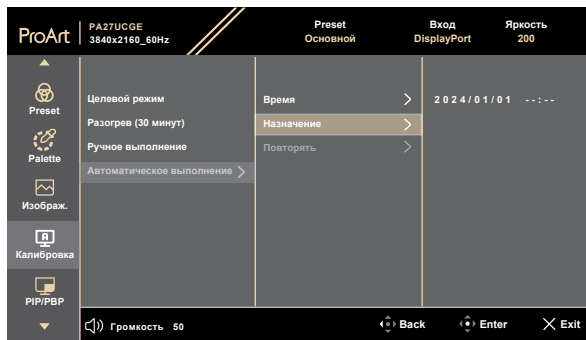 ProArt
PA27UCGE
3840x2160_60Hz
Preset
Основной
Вход
DisplayPort
Яркость
200
Preset
Palette
Изображ.
Калибровка
PIP/PBP
Целевой режим
Разогрев (30 минут)
Ручное выполнение
Автоматическое выполнение
Время
Назначение
Повторять
2024/01/01 --:--
Громкость 50
Back
Enter
Exit